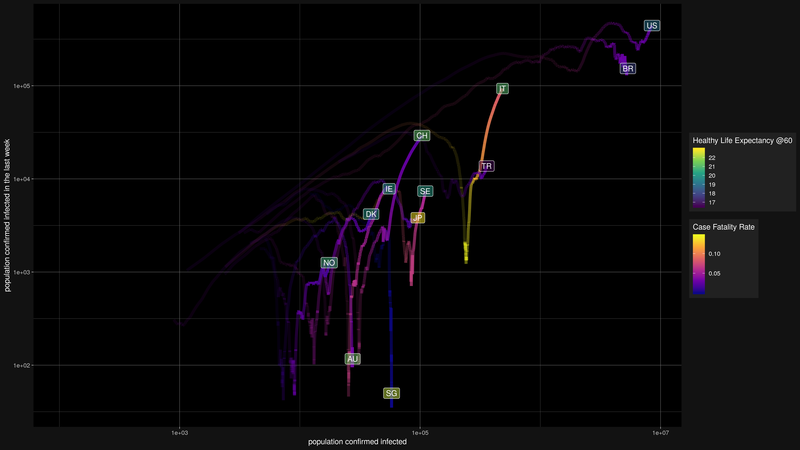 US
BR
1e+05
IT
CH
Healthy Life Expectancy @60
22
21
20
19
18
17
population confirmed infected in the last week
1e+04
TR
IE
SE
DK
JP
Case Fatality Rate
0.10
0.05
NO
1e+03
AU
1e+02
SG
1e+03
1e+05
1e+07
population confirmed infected